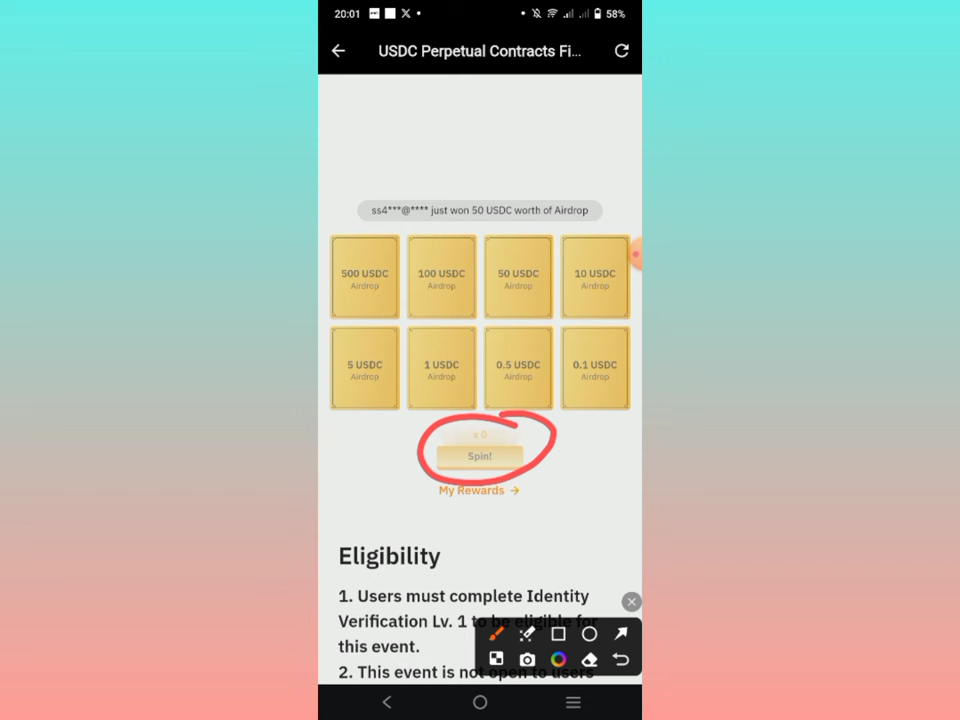 20:01
58%
USDC Perpetual Contracts Fi...
ss4***@**** just won 50 USDC worth of Airdrop
500 USDC 100 USDC 50 USDC 10 USDC
Airdrop Airdrop Airdrop Airdrop
5 USDC 1 USDC 0.5 USDC 0.1 USDC
Airdrop Airdrop Airdrop Airdrop
x 0
Spin!
My Rewards →
Eligibility
1. Users must complete Identity
Verification Lv. 1 to be eligible for
this event.
2. This event is not open to users